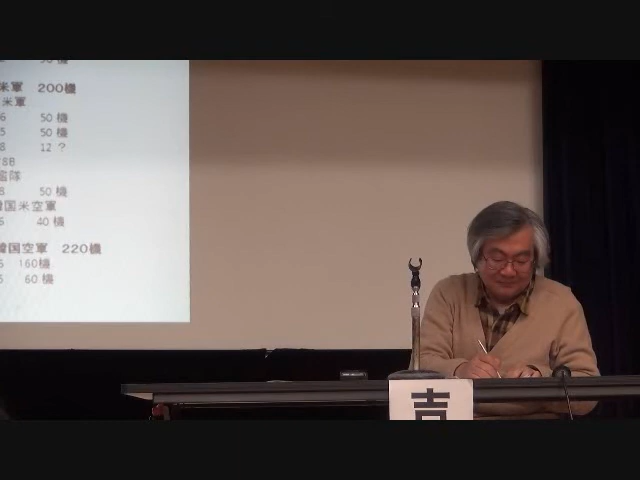 米軍 200機
米軍
6 50機
5 50機
8 12 ?
8B
艦隊
8 50機
韓国米空軍
6 40機
韓国空軍 220機
5 160機
5 60機
吉